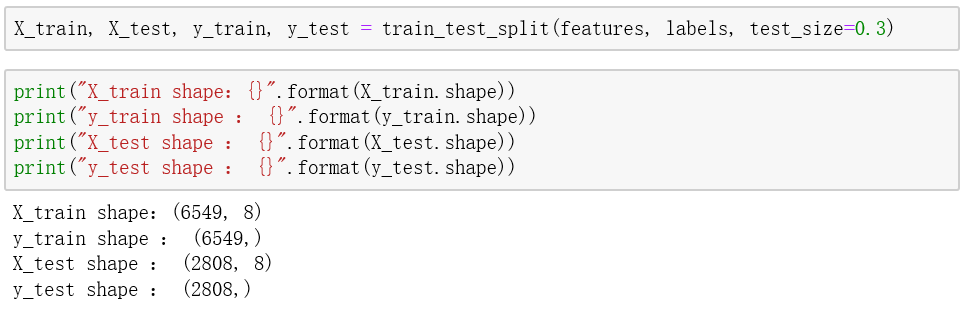 X_train, X_test, y_train, y_test = train_test_split(features, labels, test_size=0.3)
print("X_train shape: {}".format(X_train.shape))
print("y_train shape :  {}".format(y_train.shape))
print("X_test shape :  {}".format(X_test.shape))
print("y_test shape :  {}".format(y_test.shape))
X_train shape: (6549, 8)
y_train shape :  (6549,)
X_test shape :  (2808, 8)
y_test shape :  (2808,)